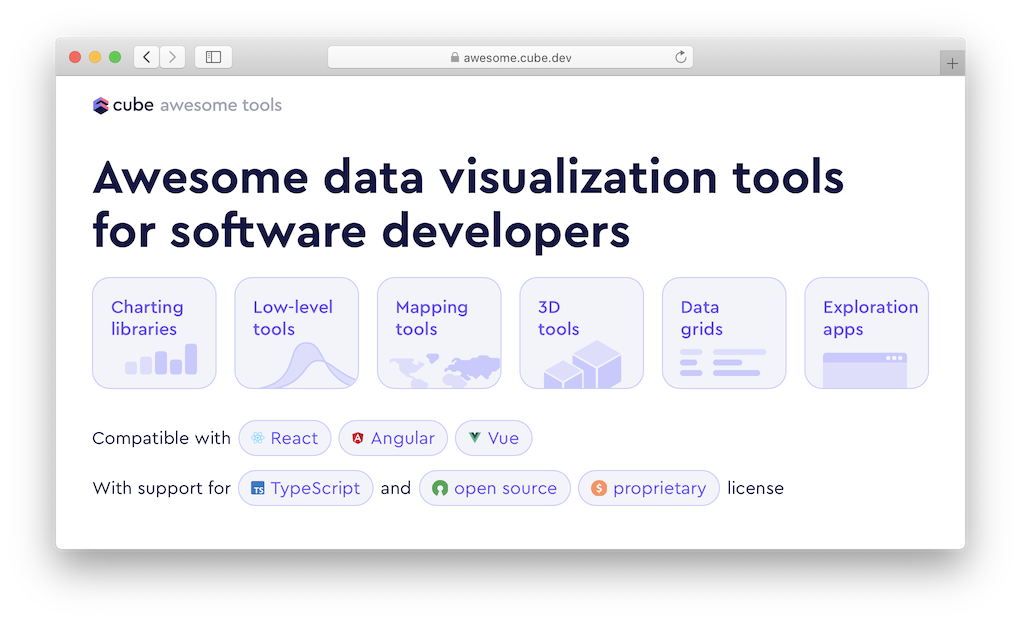 awesome.cube.dev
cube awesome tools
Awesome data visualization tools
for software developers
Charting
libraries
Low-level
tools
Mapping
tools
3D
tools
Data
grids
Exploration
apps
Compatible with React Angular Vue
With support for TypeScript and open source proprietary license